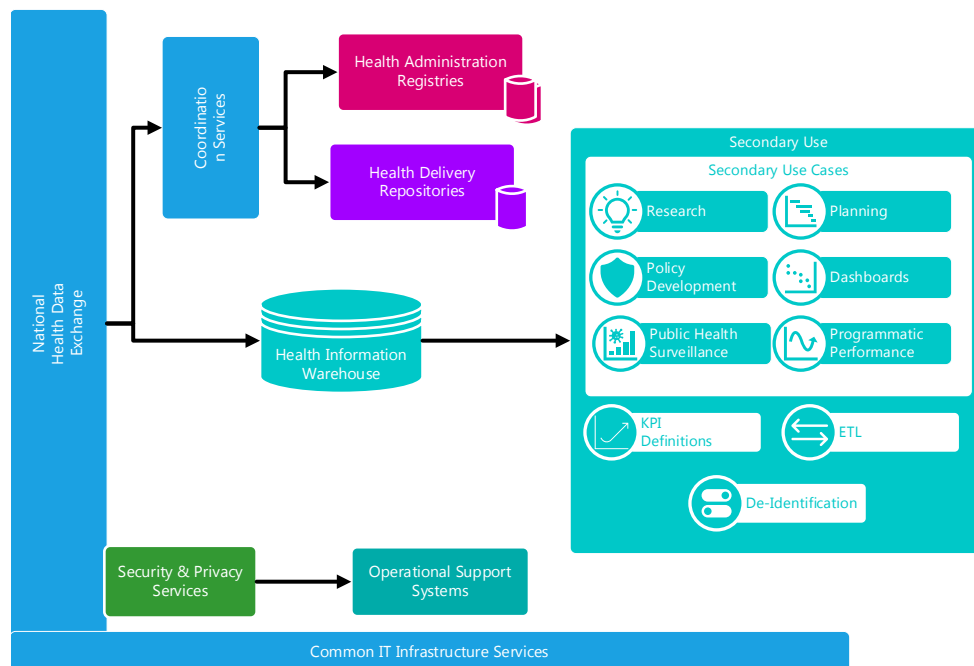 National
Health Data
Exchange
Coordinatio
n Services
Health Administration
Registries
Health Delivery
Repositories
Health Information
Warehouse
Secondary Use
Secondary Use Cases
Research
Planning
Policy
Development
Dashboards
Public Health
Surveillance
Programmatic
Performance
KPI
Definitions
ETL
De-Identification
Security & Privacy
Services
Operational Support
Systems
Common IT Infrastructure Services